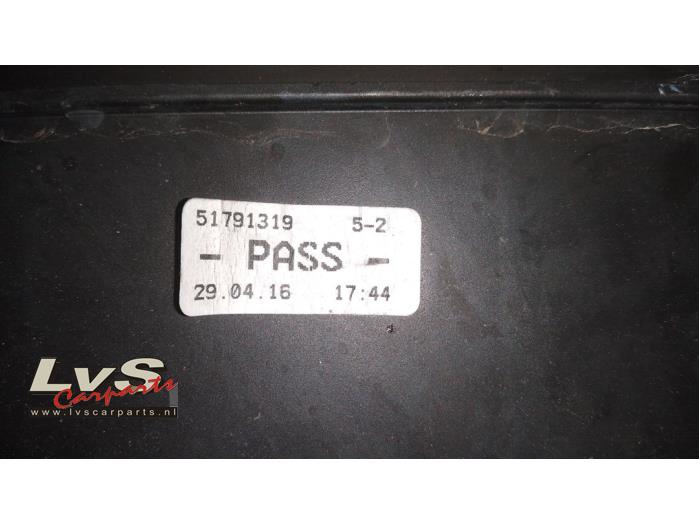 51791319 5-2
- PASS -
29.04.16 17:44
LvS
Carparts
www.lvscarparts.nl